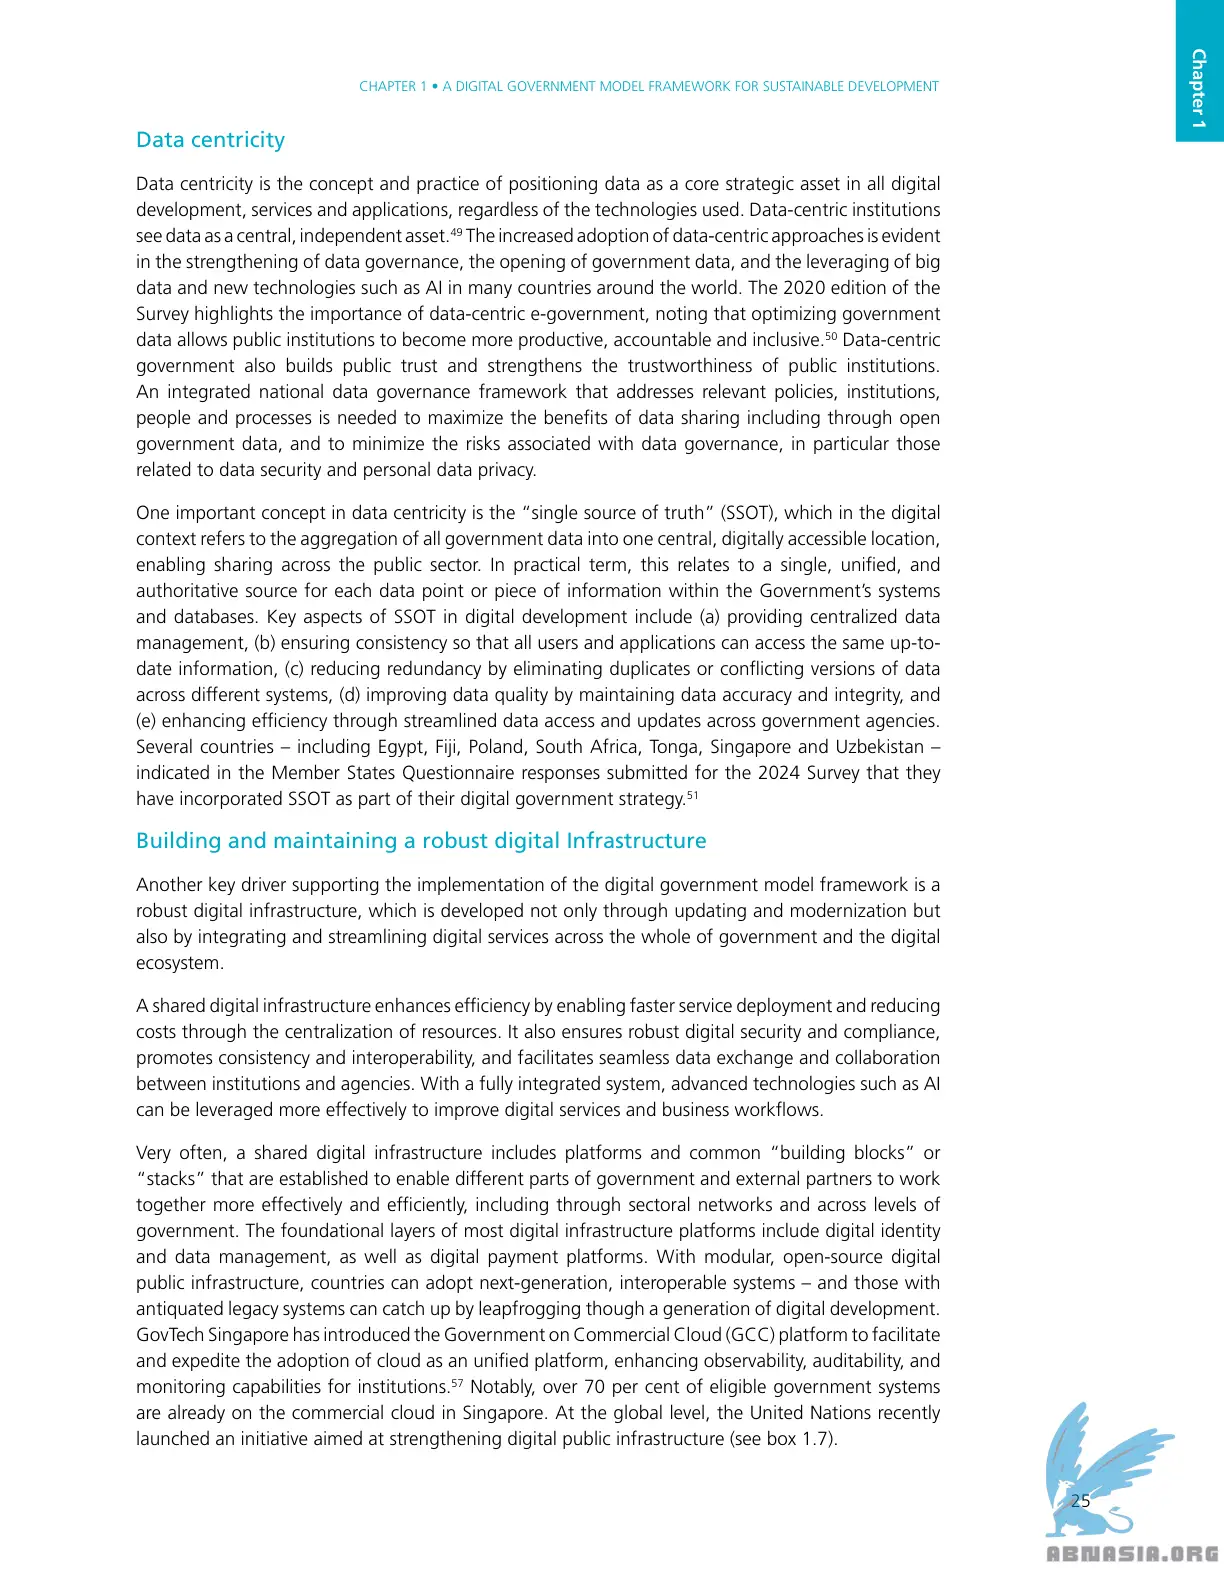 Chapter 1
CHAPTER 1 • A DIGITAL GOVERNMENT MODEL FRAMEWORK FOR SUSTAINABLE DEVELOPMENT
Data centricity
Data centricity is the concept and practice of positioning data as a core strategic asset in all digital
development, services and applications, regardless of the technologies used. Data-centric institutions
see data as a central, independent asset.49 The increased adoption of data-centric approaches is evident
in the strengthening of data governance, the opening of government data, and the leveraging of big
data and new technologies such as AI in many countries around the world. The 2020 edition of the
Survey highlights the importance of data-centric e-government, noting that optimizing government
data allows public institutions to become more productive, accountable and inclusive.50 Data-centric
government also builds public trust and strengthens the trustworthiness of public institutions.
An integrated national data governance framework that addresses relevant policies, institutions,
people and processes is needed to maximize the benefits of data sharing including through open
government data, and to minimize the risks associated with data governance, in particular those
related to data security and personal data privacy.
One important concept in data centricity is the “single source of truth” (SSOT), which in the digital
context refers to the aggregation of all government data into one central, digitally accessible location,
enabling sharing across the public sector. In practical term, this relates to a single, unified, and
authoritative source for each data point or piece of information within the Government’s systems
and databases. Key aspects of SSOT in digital development include (a) providing centralized data
management, (b) ensuring consistency so that all users and applications can access the same up-to-
date information, (c) reducing redundancy by eliminating duplicates or conflicting versions of data
across different systems, (d) improving data quality by maintaining data accuracy and integrity, and
(e) enhancing efficiency through streamlined data access and updates across government agencies.
Several countries – including Egypt, Fiji, Poland, South Africa, Tonga, Singapore and Uzbekistan –
indicated in the Member States Questionnaire responses submitted for the 2024 Survey that they
have incorporated SSOT as part of their digital government strategy.51
Building and maintaining a robust digital Infrastructure
Another key driver supporting the implementation of the digital government model framework is a
robust digital infrastructure, which is developed not only through updating and modernization but
also by integrating and streamlining digital services across the whole of government and the digital
ecosystem.
A shared digital infrastructure enhances efficiency by enabling faster service deployment and reducing
costs through the centralization of resources. It also ensures robust digital security and compliance,
promotes consistency and interoperability, and facilitates seamless data exchange and collaboration
between institutions and agencies. With a fully integrated system, advanced technologies such as AI
can be leveraged more effectively to improve digital services and business workflows.
Very often, a shared digital infrastructure includes platforms and common “building blocks” or
“stacks” that are established to enable different parts of government and external partners to work
together more effectively and efficiently, including through sectoral networks and across levels of
government. The foundational layers of most digital infrastructure platforms include digital identity
and data management, as well as digital payment platforms. With modular, open-source digital
public infrastructure, countries can adopt next-generation, interoperable systems – and those with
antiquated legacy systems can catch up by leapfrogging though a generation of digital development.
GovTech Singapore has introduced the Government on Commercial Cloud (GCC) platform to facilitate
and expedite the adoption of cloud as an unified platform, enhancing observability, auditability, and
monitoring capabilities for institutions.57 Notably, over 70 per cent of eligible government systems
are already on the commercial cloud in Singapore. At the global level, the United Nations recently
launched an initiative aimed at strengthening digital public infrastructure (see box 1.7).
25
ABNASIA.ORG